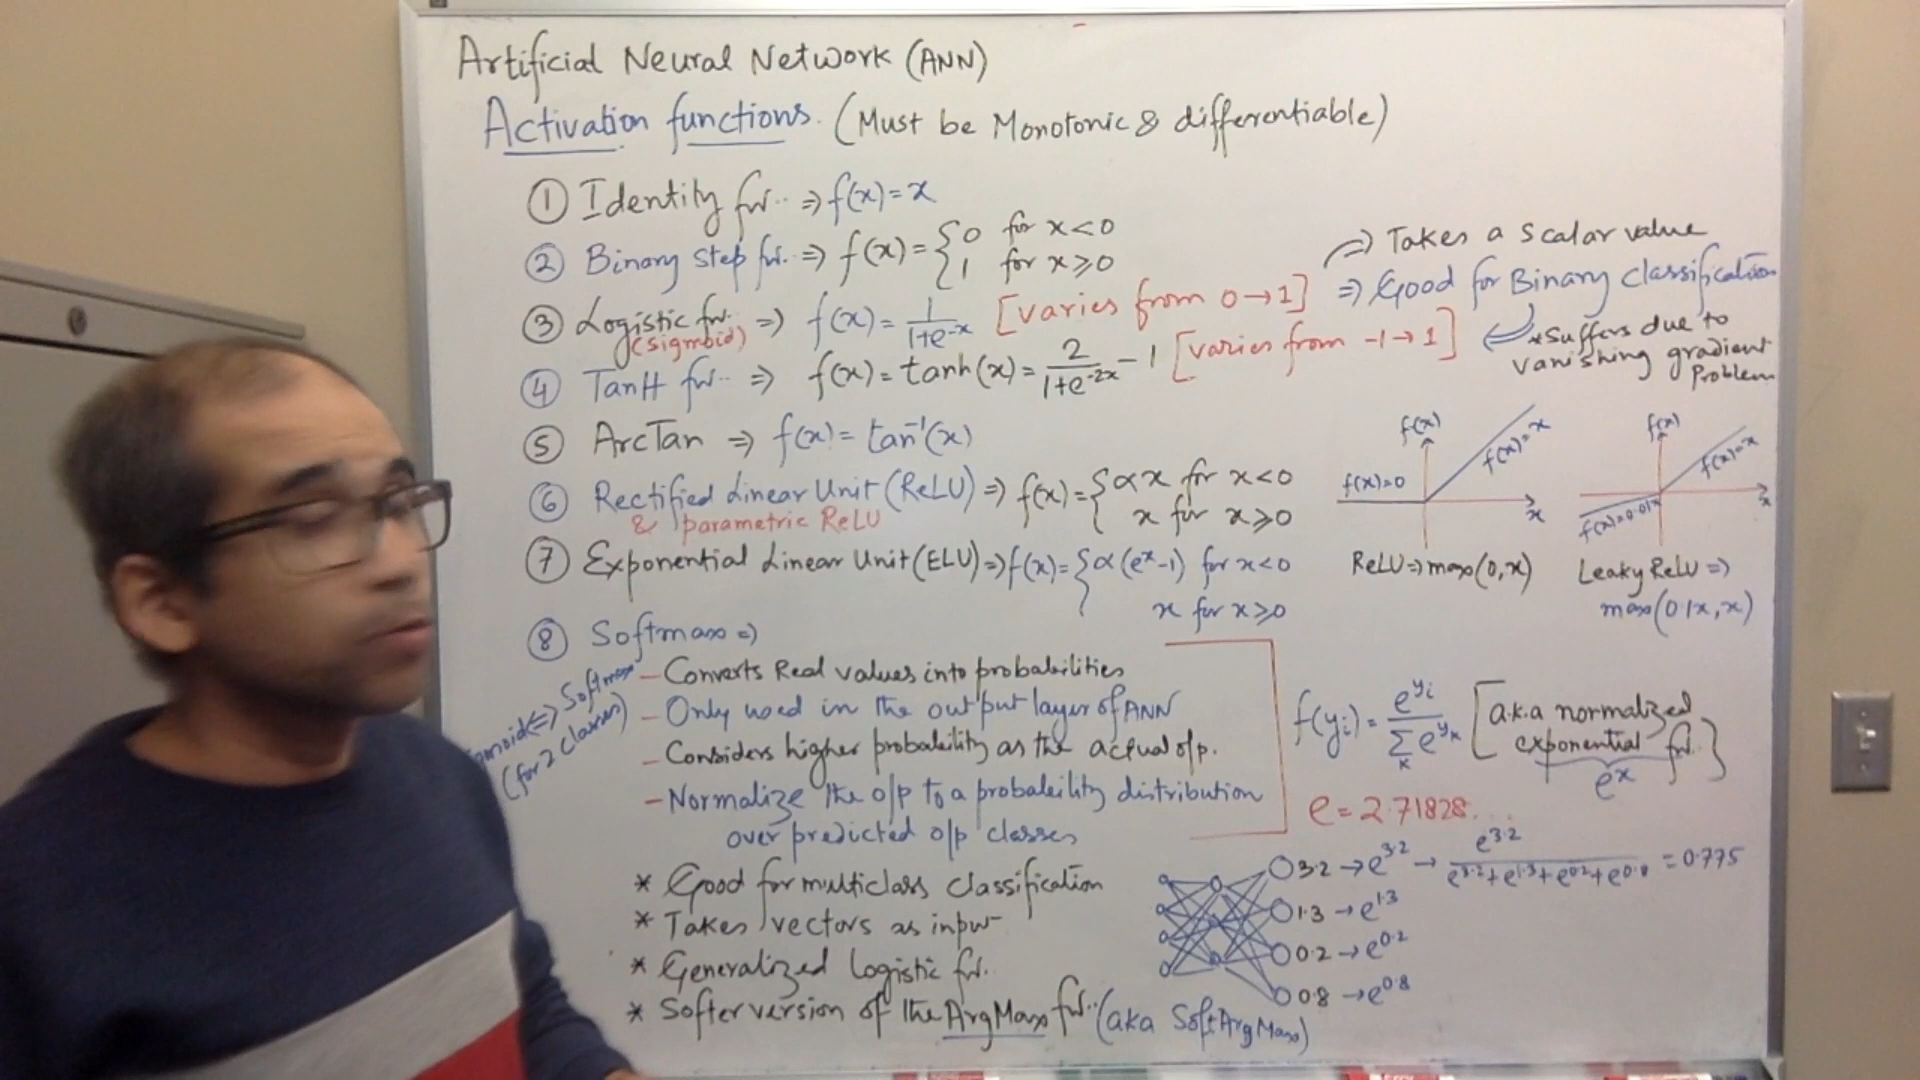 Artificial Neural Network (ANN)
Activation functions. (Must be Monotonic & differentiable)
① Identity fn.. ⇒ f(x)=x
② Binary Step fn.. ⇒ f(x)= { 0 for x<0
1 for x≥0
⇒ Takes a scalar value
⇒ Good for Binary classification
③ Logistic fn.. ⇒ f(x)= 1/(1+e^-x) [varies from 0→1]
(sigmoid)
* Suffers due to
vanishing gradient
Problem
④ TanH fn.. ⇒ f(x)= tanh(x)= 2/(1+e^-2x) - 1 [varies from -1→1]
⑤ ArcTan ⇒ f(x)= tan^-1(x)
⑥ Rectified Linear Unit (ReLU) ⇒ f(x)= { αx for x<0
& parametric ReLU
x for x≥0
⑦ Exponential Linear Unit (ELU) ⇒ f(x)= { α(e^x-1) for x<0
x for x≥0
f(x)
f(x)=x
f(x)=0
x
ReLU ⇒ max(0,x)
f(x)
f(x)=x
f(x)=0.01x
x
Leaky ReLU ⇒
max(0.1x, x)
⑧ Softmax ⇒
- Converts Real values into probabilities
- Only used in the output layer of ANN
- Considers higher probability as the actual o/p.
- Normalize the o/p to a probability distribution
over predicted o/p classes
⇔ Softmax
(for 2 classes)
f(y_i) = e^y_i / Σ_k e^y_k [a.k.a normalized
exponential fn..]
e^x
e = 2.71828...
* Good for multiclass classification
* Takes vectors as input
* Generalized logistic fn..
* Softer version of the ArgMax fn.. (aka SoftArgMax)
3.2 → e^3.2 → e^3.2 / (e^3.2+e^1.3+e^0.2+e^0.8) = 0.775
1.3 → e^1.3
0.2 → e^0.2
0.8 → e^0.8